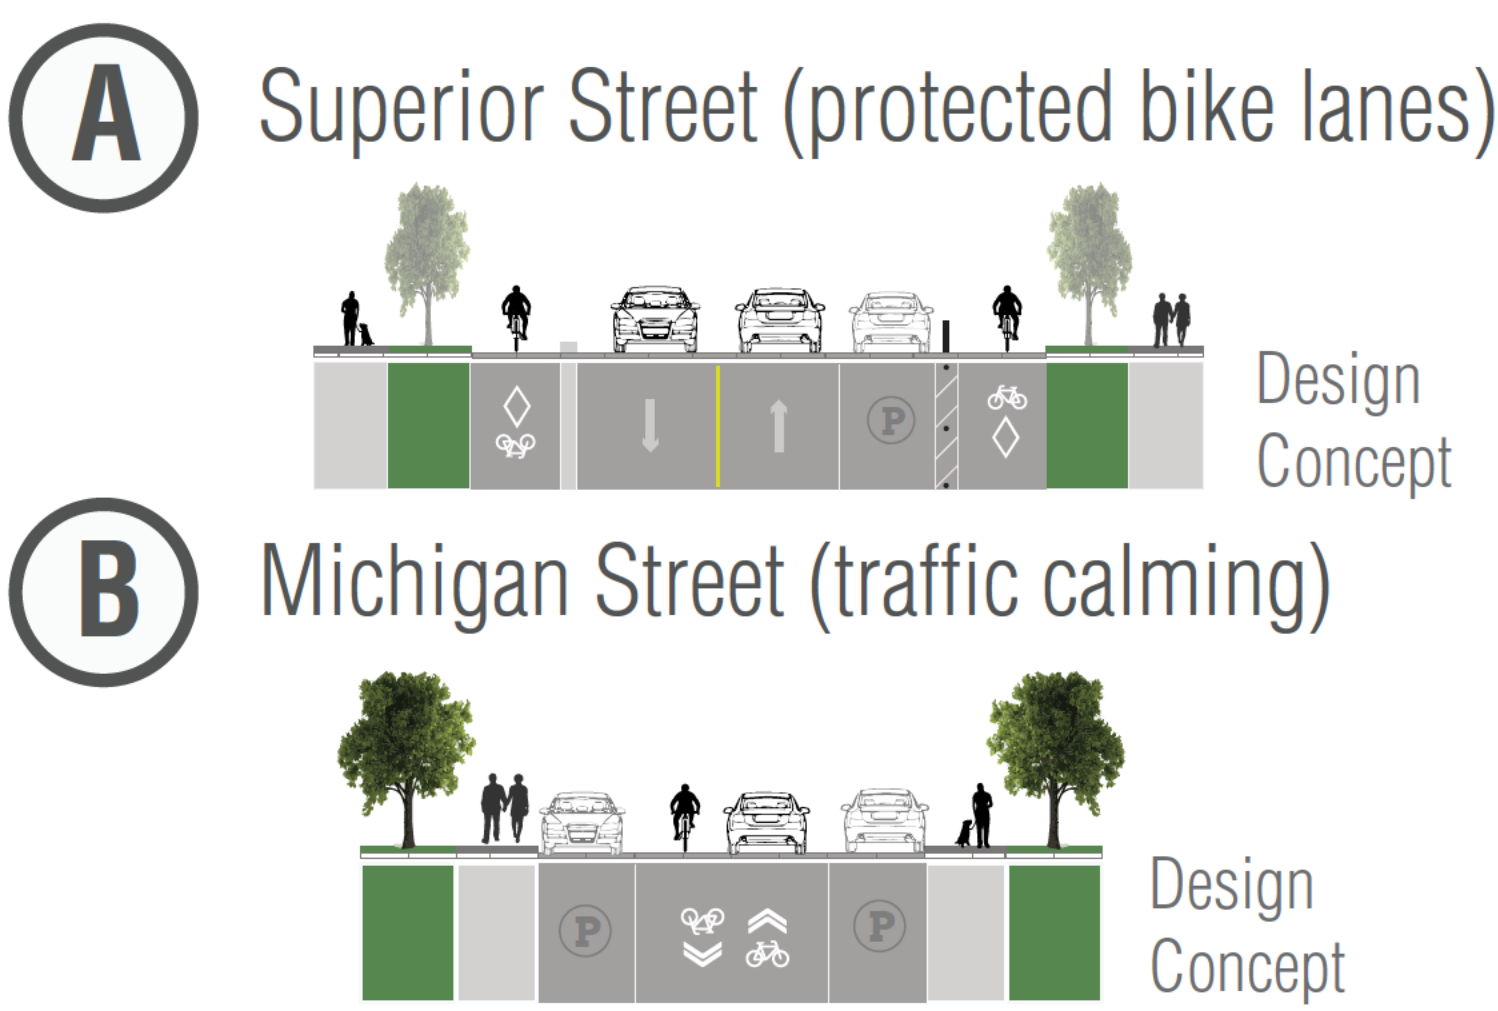 A
Superior Street (protected bike lanes)
P
Design
Concept
B
Michigan Street (traffic calming)
P
P
Design
Concept